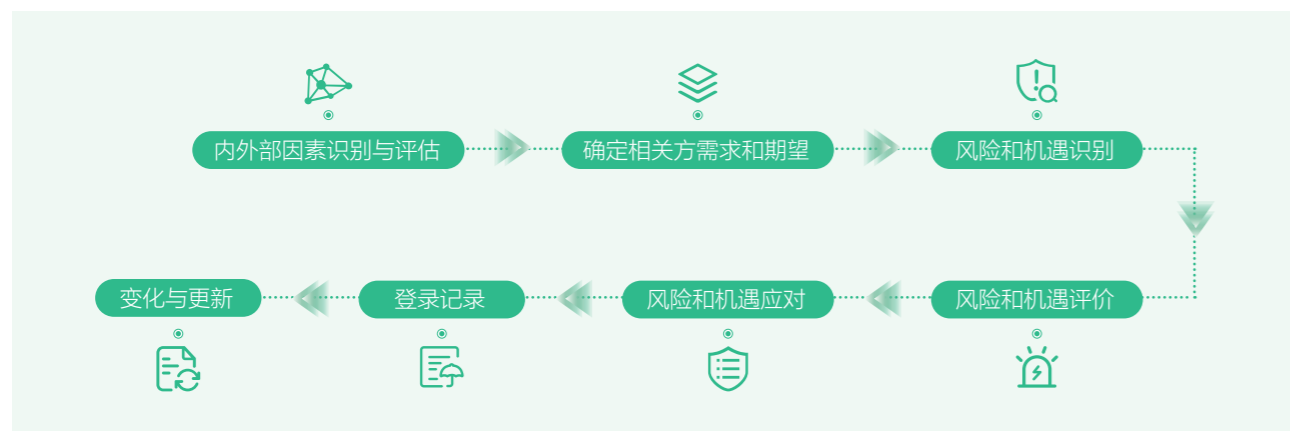 内外部因素识别与评估
确定相关方需求和期望
风险和机遇识别
风险和机遇评价
风险和机遇应对
登录记录
变化与更新